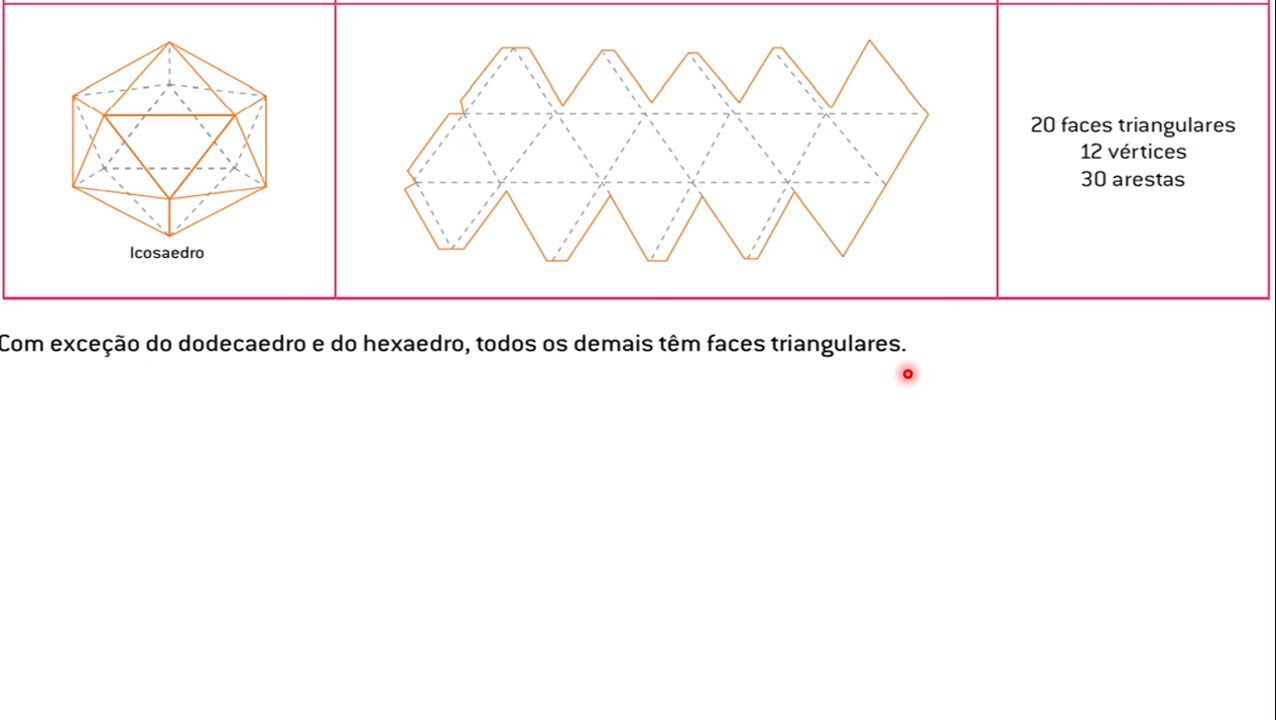 20 faces triangulares
12 vértices
30 arestas
Icosaedro
Com exceção do dodecaedro e do hexaedro, todos os demais têm faces triangulares.